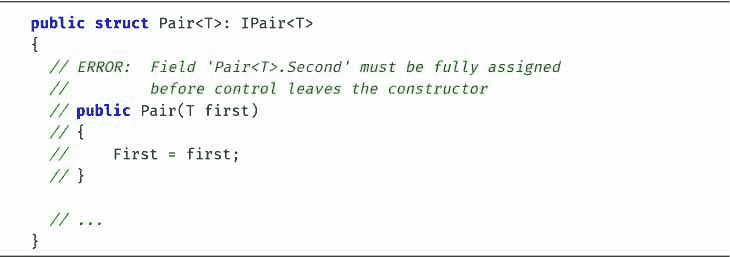 public struct Pair<T>: IPair<T>
{
  // ERROR:  Field 'Pair<T>.Second' must be fully assigned
  //         before control leaves the constructor
  // public Pair(T first)
  // {
  //     First = first;
  // }

  // ...
}